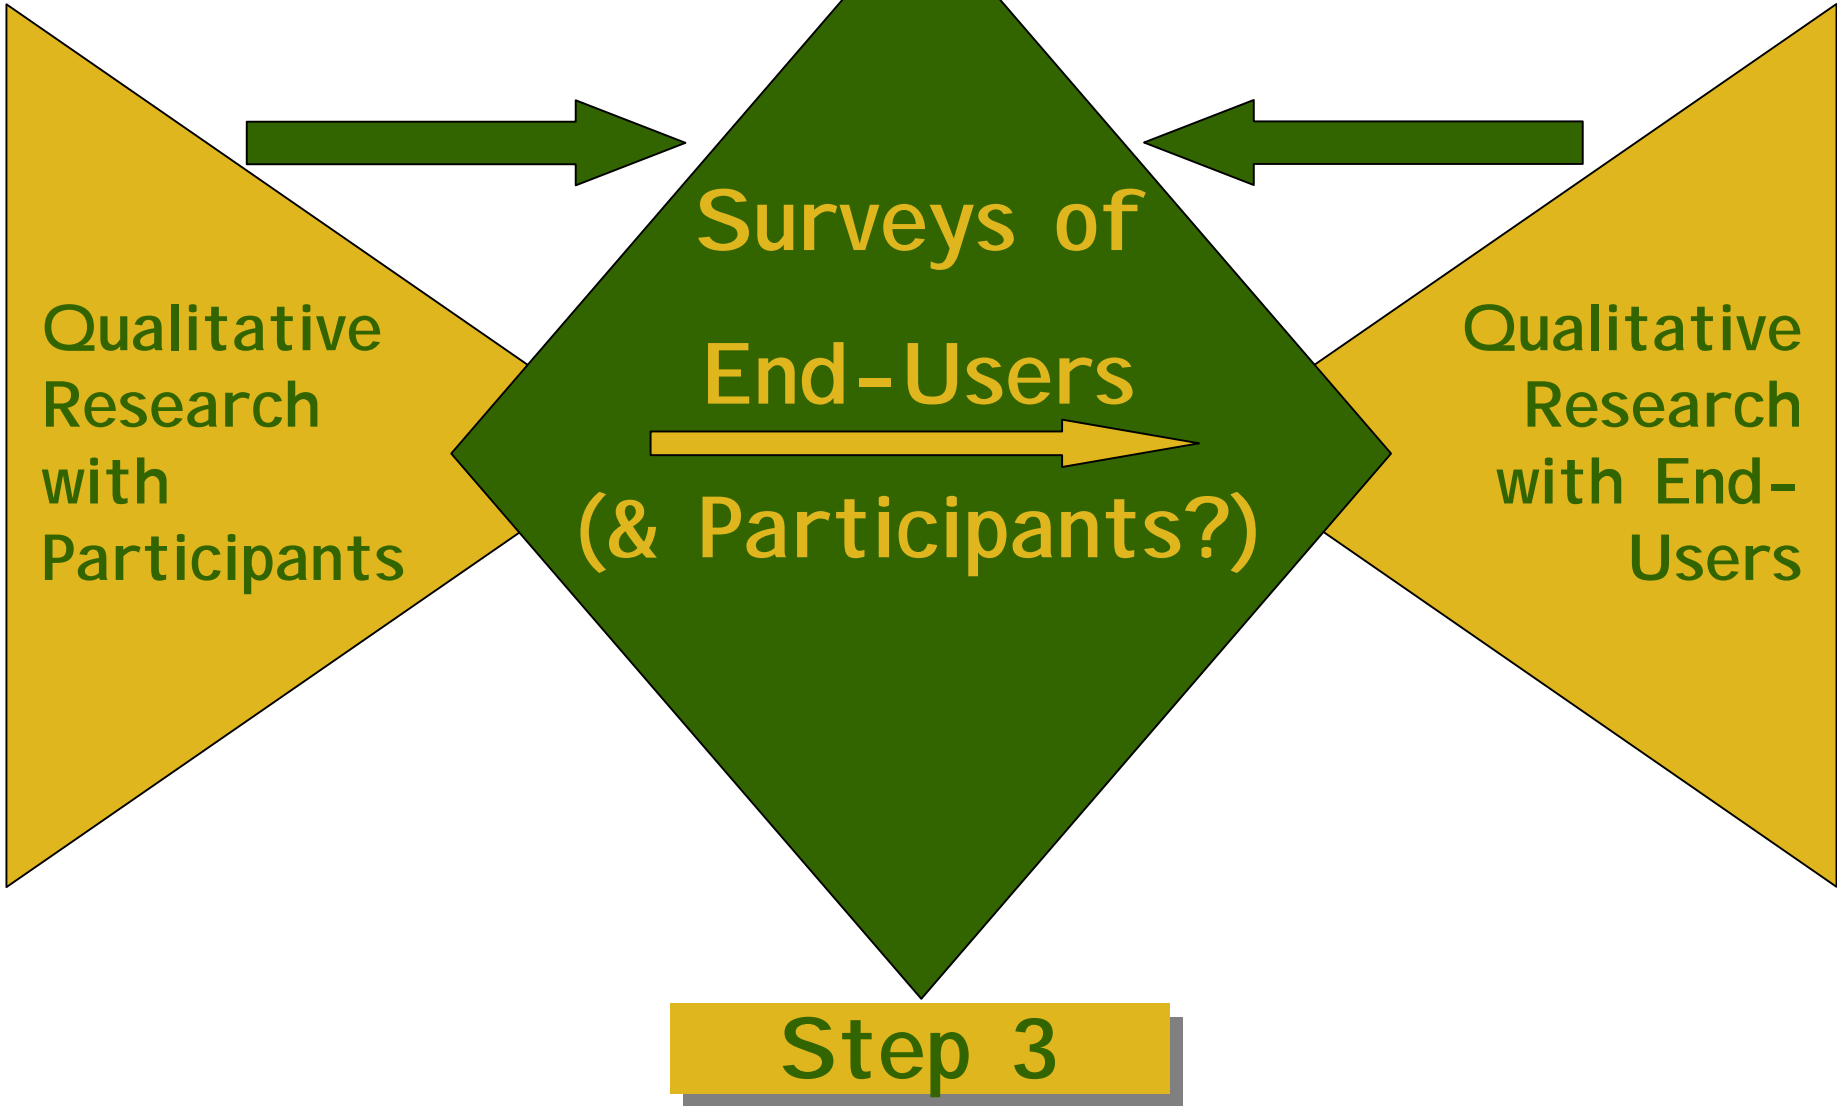 Qualitative
Research
with
Participants
Surveys of
End-Users
(& Participants?)
Qualitative
Research
with End-
Users
Step 3